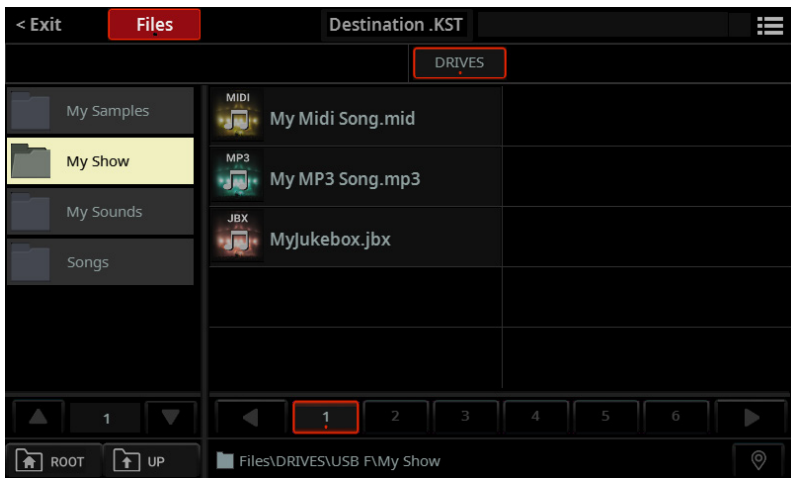 < Exit
Files
Destination .KST
DRIVES
My Samples
My Show
My Sounds
Songs
MIDI
My Midi Song.mid
MP3
My MP3 Song.mp3
JBX
MyJukebox.jbx
1
1
2
3
4
5
6
ROOT
UP
Files\DRIVES\USB F\My Show